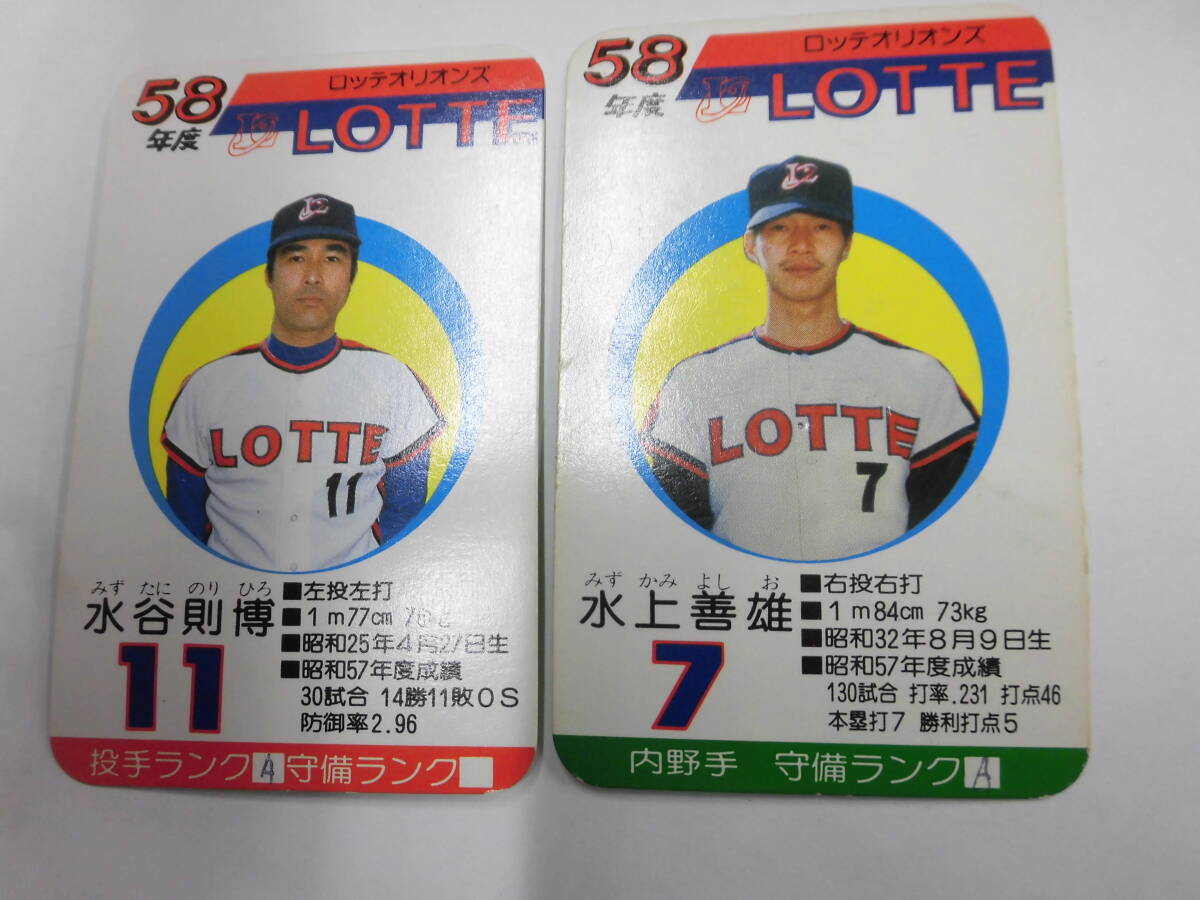 58
年度
ロッテオリオンズ
LOTTE
LOTTE
11
みず たに のり ひろ
水谷則博
11
■左投左打
■1m77cm
■昭和25年4月27日生
■昭和57年度成績
30試合 14勝11敗0S
防御率2.96
投手ランクA守備ランク
58
年度
ロッテオリオンズ
LOTTE
LOTTE
7
みず かみ よし お
水上善雄
7
■右投右打
■1m84cm 73kg
■昭和32年8月9日生
■昭和57年度成績
130試合 打率.231 打点46
本塁打7 勝利打点5
内野手 守備ランクA